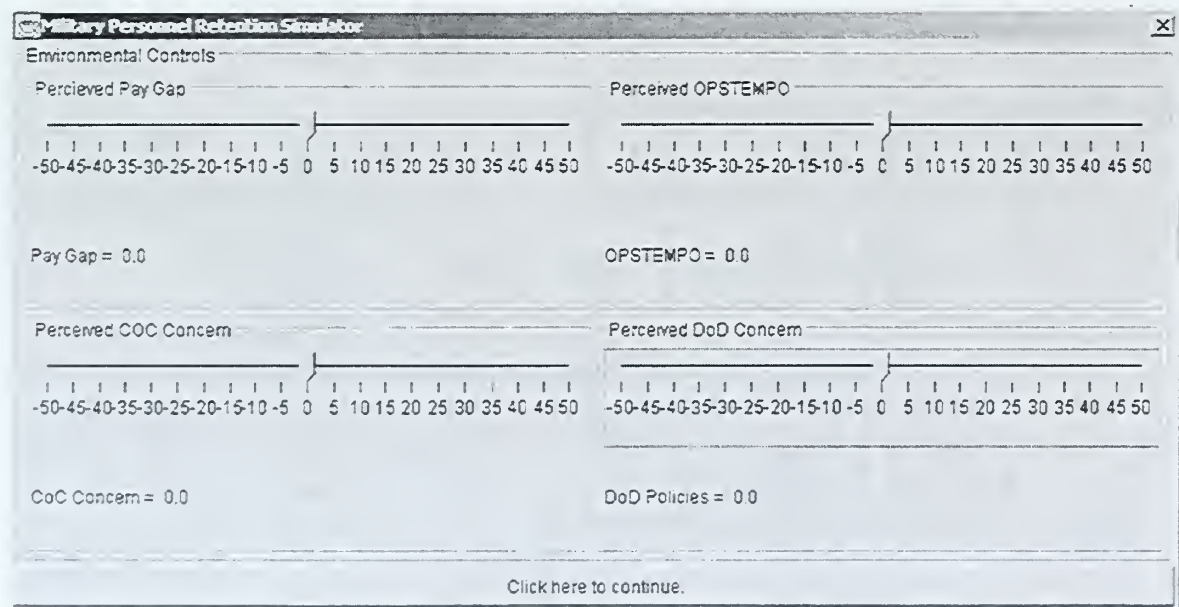 Military Personnel Retention Simulator
Environmental Controls
Percieved Pay Gap
-50 -45 -40 -35 -30 -25 -20 -15 -10 -5 0 5 10 15 20 25 30 35 40 45 50
Pay Gap = 0.0
Perceived OPSTEMPO
-50 -45 -40 -35 -30 -25 -20 -15 -10 -5 0 5 10 15 20 25 30 35 40 45 50
OPSTEMPO = 0.0
Perceived COC Concern
-50 -45 -40 -35 -30 -25 -20 -15 -10 -5 0 5 10 15 20 25 30 35 40 45 50
CoC Concern = 0.0
Perceived DoD Concern
-50 -45 -40 -35 -30 -25 -20 -15 -10 -5 0 5 10 15 20 25 30 35 40 45 50
DoD Policies = 0.0
Click here to continue.